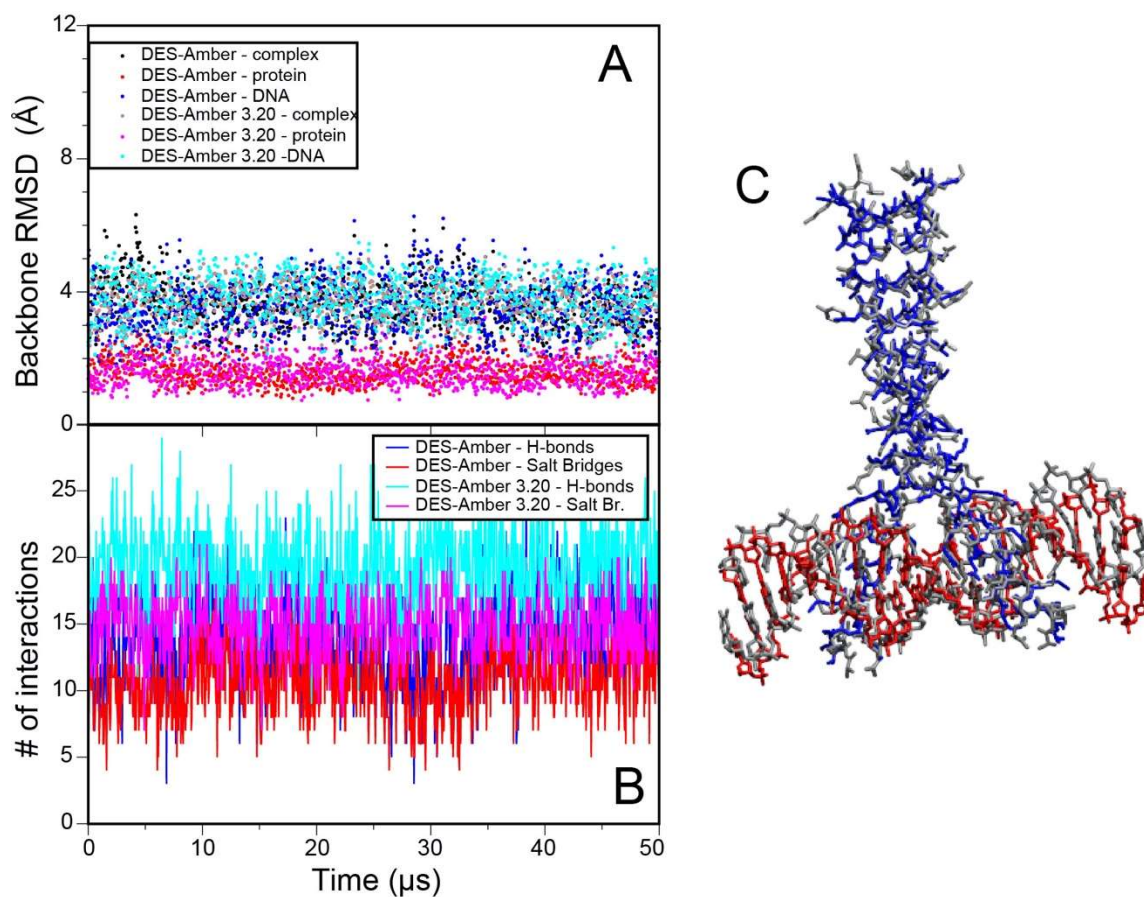 12
A
DES-Amber - complex
DES-Amber - protein
DES-Amber - DNA
DES-Amber 3.20 - complex
DES-Amber 3.20 - protein
DES-Amber 3.20 -DNA
8
4
0
Backbone RMSD (Å)
DES-Amber - H-bonds
DES-Amber - Salt Bridges
DES-Amber 3.20 - H-bonds
DES-Amber 3.20 - Salt Br.
25
20
15
10
5
0
# of interactions
B
0 10 20 30 40 50
Time (µs)
C